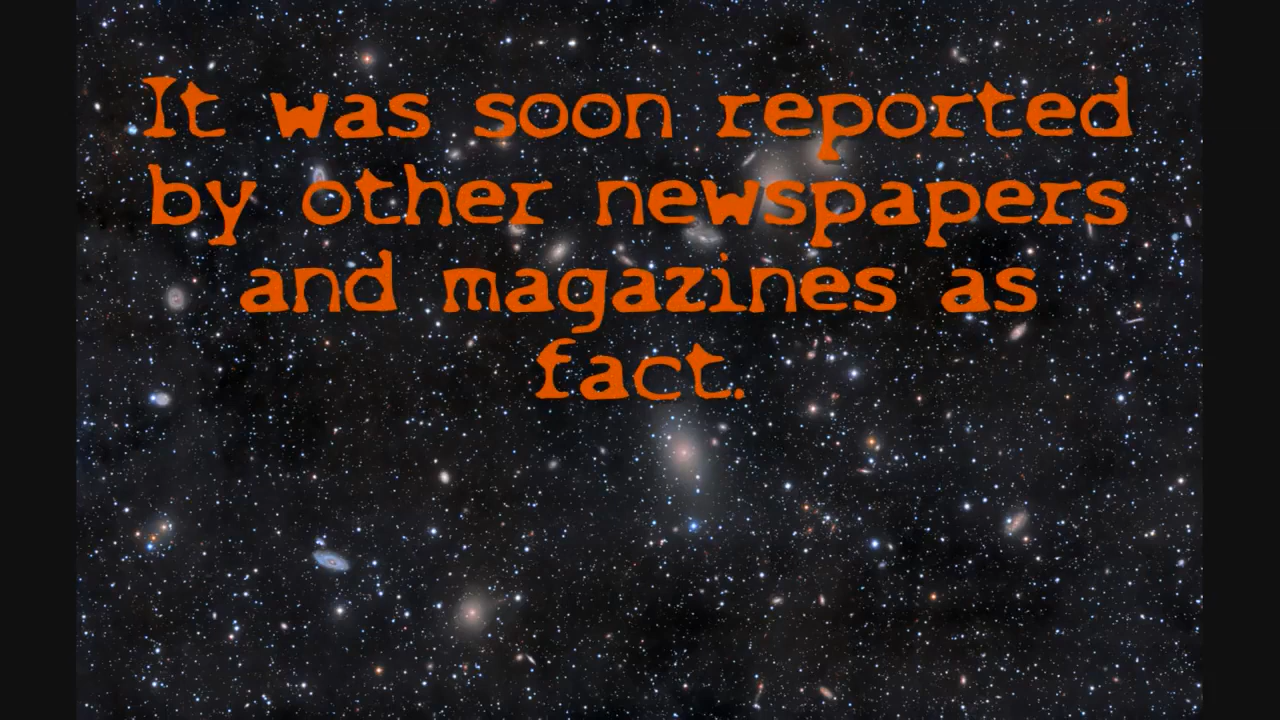 It was soon reported
by other newspapers
and magazines as
fact.